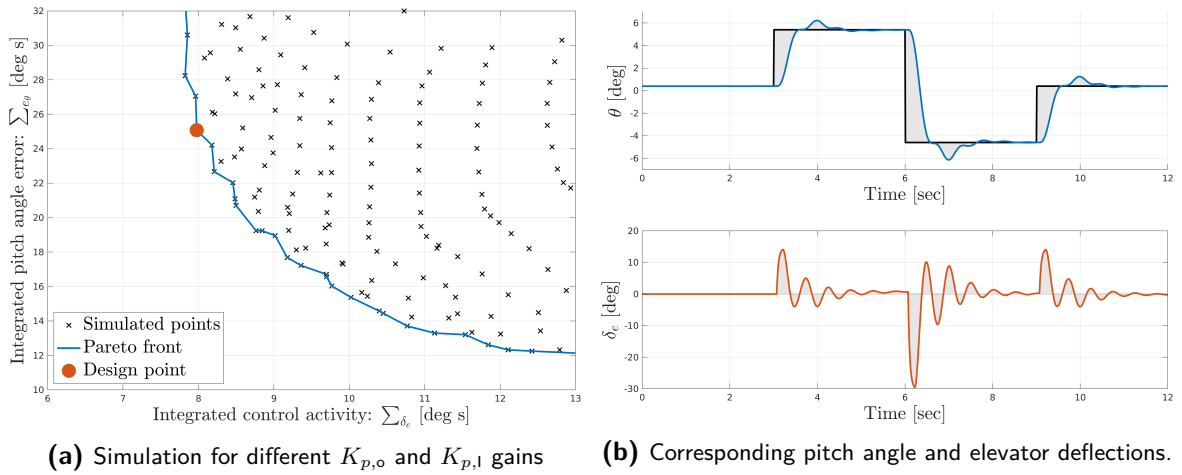 32
30
28
26
24
22
20
18
16
14
12
10
Integrated pitch angle error: ∑_{e_θ} [deg s]
× Simulated points
Pareto front
Design point
6 7 8 9 10 11 12 13
Integrated control activity: ∑_{δ_e} [deg s]
(a) Simulation for different K_{p,o} and K_{p,l} gains
6
4
2
0
-2
-4
-6
θ [deg]
0 2 4 6 8 10 12
Time [sec]
20
10
0
-10
-20
-30
δ_e [deg]
0 2 4 6 8 10 12
Time [sec]
(b) Corresponding pitch angle and elevator deflections.